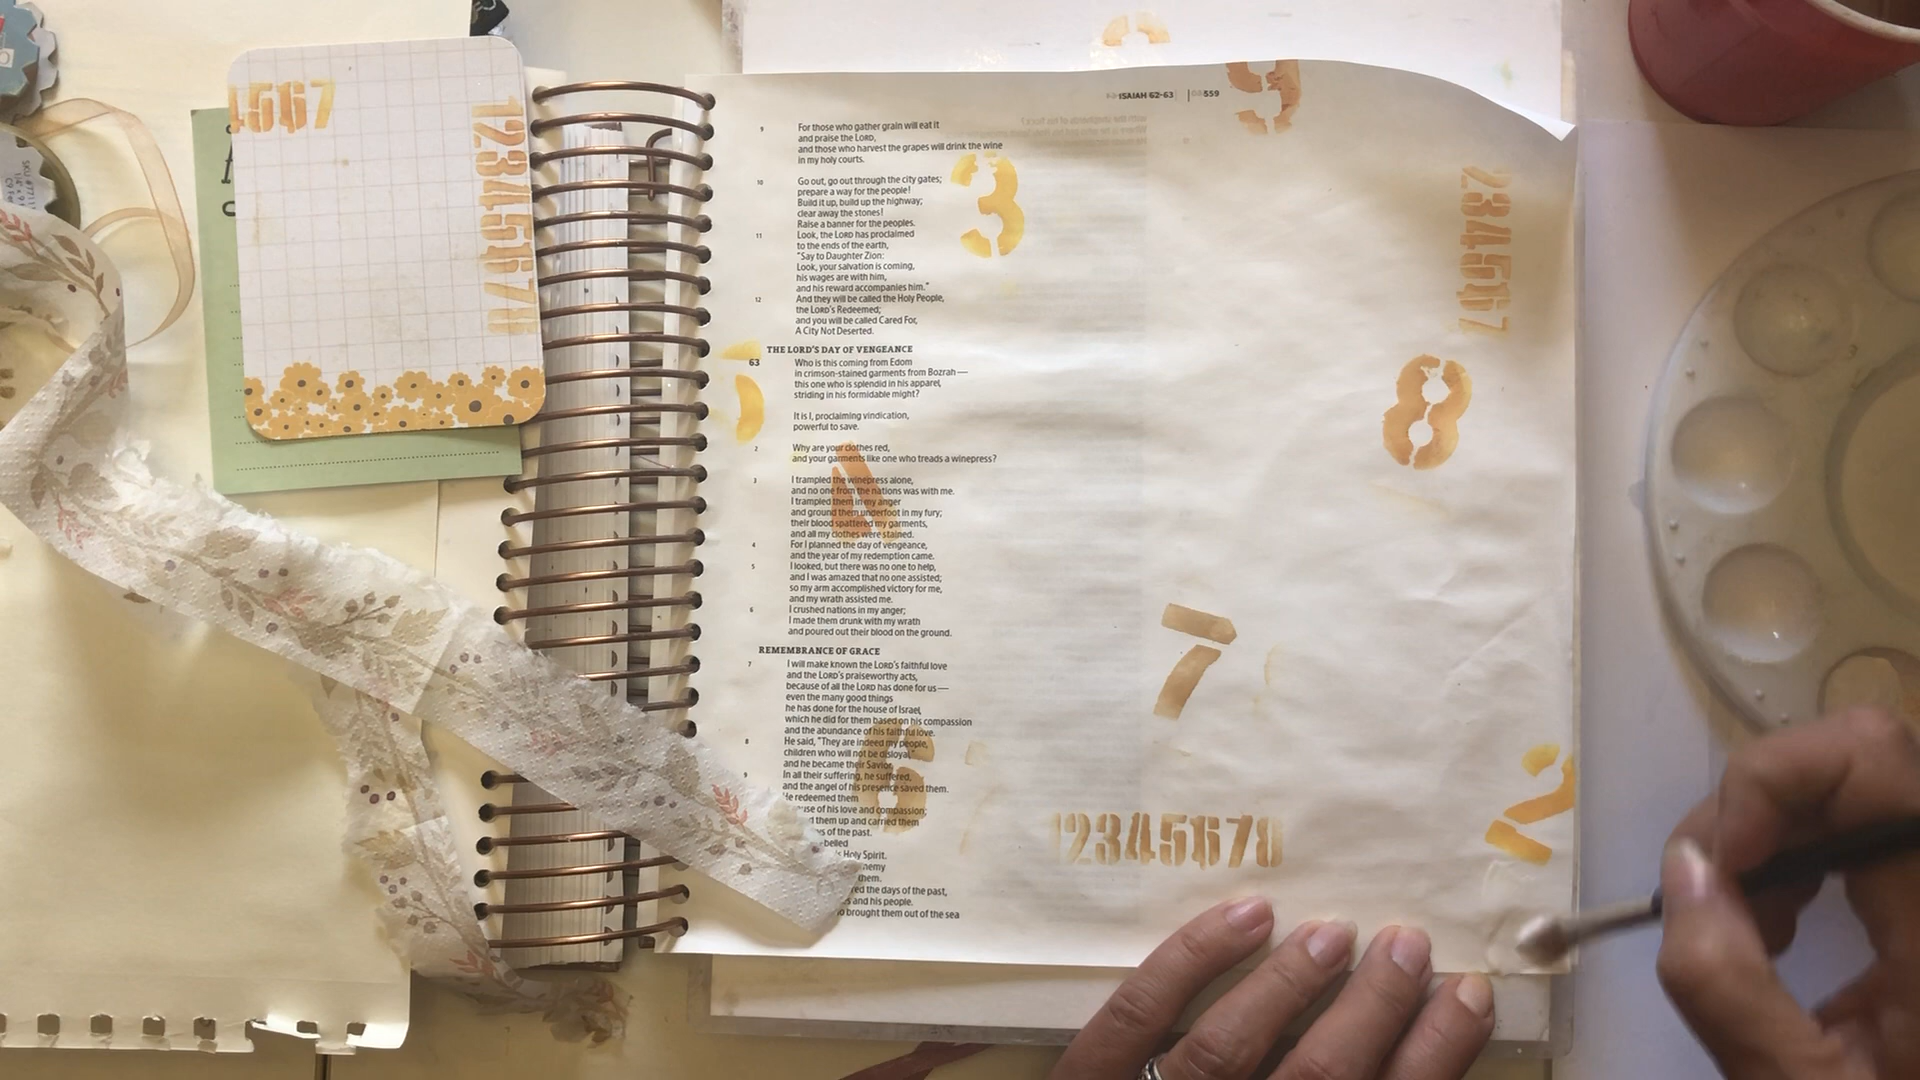 4567
12345678
ISAIAH 62-63 | 559
9 For those who gather grain will eat it
and praise the LORD,
and those who harvest the grapes will drink the wine
in my holy courts.
10 Go out, go out through the city gates;
prepare a way for the people!
Build it up, build up the highway;
clear away the stones!
Raise a banner for the peoples.
11 Look, the LORD has proclaimed
to the ends of the earth,
"Say to Daughter Zion:
Look, your salvation is coming,
his wages are with him,
and his reward accompanies him."
12 And they will be called the Holy People,
the LORD's Redeemed;
and you will be called Cared For,
A City Not Deserted.
THE LORD'S DAY OF VENGEANCE
63 Who is this coming from Edom
in crimson-stained garments from Bozrah —
this one who is splendid in his apparel,
striding in his formidable might?
It is I, proclaiming vindication,
powerful to save.
2 Why are your clothes red,
and your garments like one who treads a winepress?
3 I trampled the winepress alone,
and no one from the nations was with me.
I trampled them in my anger
and ground them underfoot in my fury;
their blood spattered my garments,
and all my clothes were stained.
4 For I planned the day of vengeance,
and the year of my redemption came.
5 I looked, but there was no one to help,
and I was amazed that no one assisted;
so my arm accomplished victory for me,
and my wrath assisted me.
6 I crushed nations in my anger;
I made them drunk with my wrath
and poured out their blood on the ground.
REMEMBRANCE OF GRACE
7 I will make known the LORD's faithful love
and the LORD's praiseworthy acts,
because of all the LORD has done for us —
even the many good things
he has done for the house of Israel,
which he did for them based on his compassion
and the abundance of his faithful love.
8 He said, "They are indeed my people,
children who will not be disloyal,"
and he became their Savior.
9 In all their suffering, he suffered,
and the angel of his presence saved them.
He redeemed them
of his love and compassion;
them up and carried them
of the past.
Holy Spirit.
them.
the days of the past,
and his people.
brought them out of the sea
9
3
234567
8
4
7
6
2
12345678